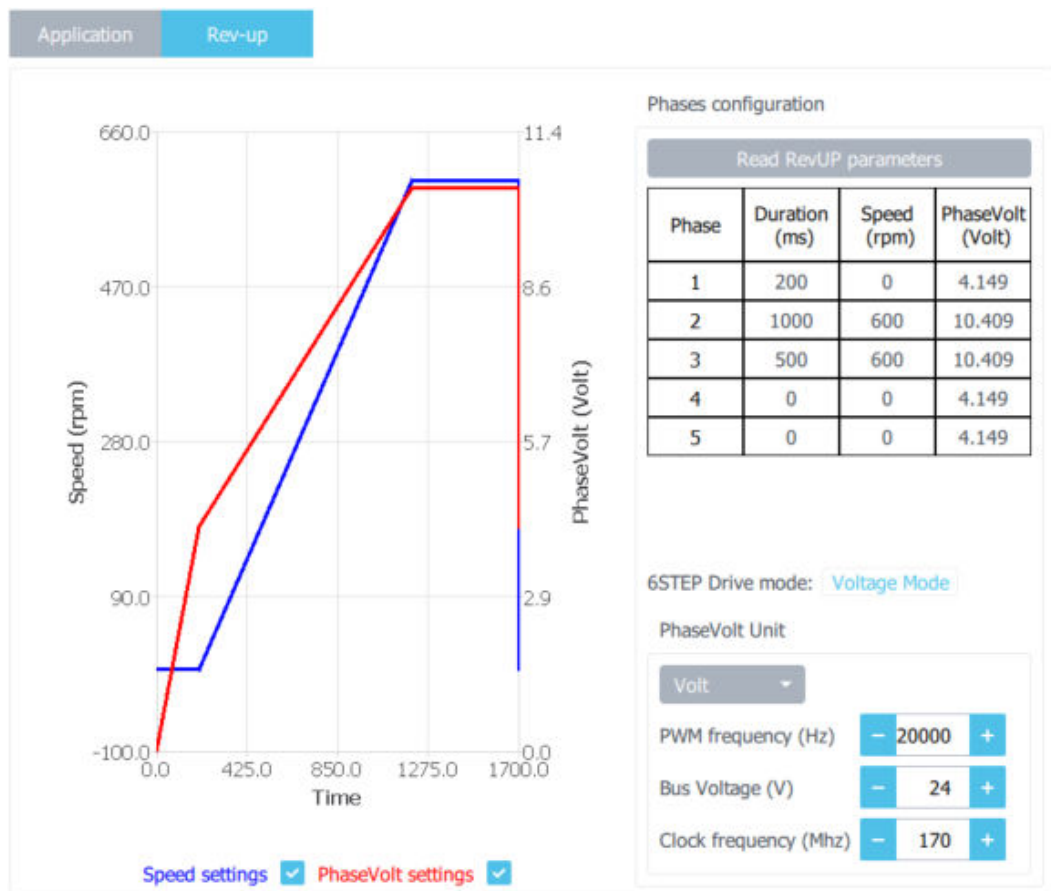 Application Rev-up
Phases configuration
Read RevUP parameters
Phase Duration (ms) Speed (rpm) PhaseVolt (Volt)
1 200 0 4.149
2 1000 600 10.409
3 500 600 10.409
4 0 0 4.149
5 0 0 4.149
660.0 11.4
470.0 8.6
280.0 5.7
90.0 2.9
-100.0 0.0
Speed (rpm)
PhaseVolt (Volt)
0.0 425.0 850.0 1275.0 1700.0
Time
Speed settings PhaseVolt settings
6STEP Drive mode: Voltage Mode
PhaseVolt Unit
Volt
PWM frequency (Hz) − 20000 +
Bus Voltage (V) − 24 +
Clock frequency (Mhz) − 170 +